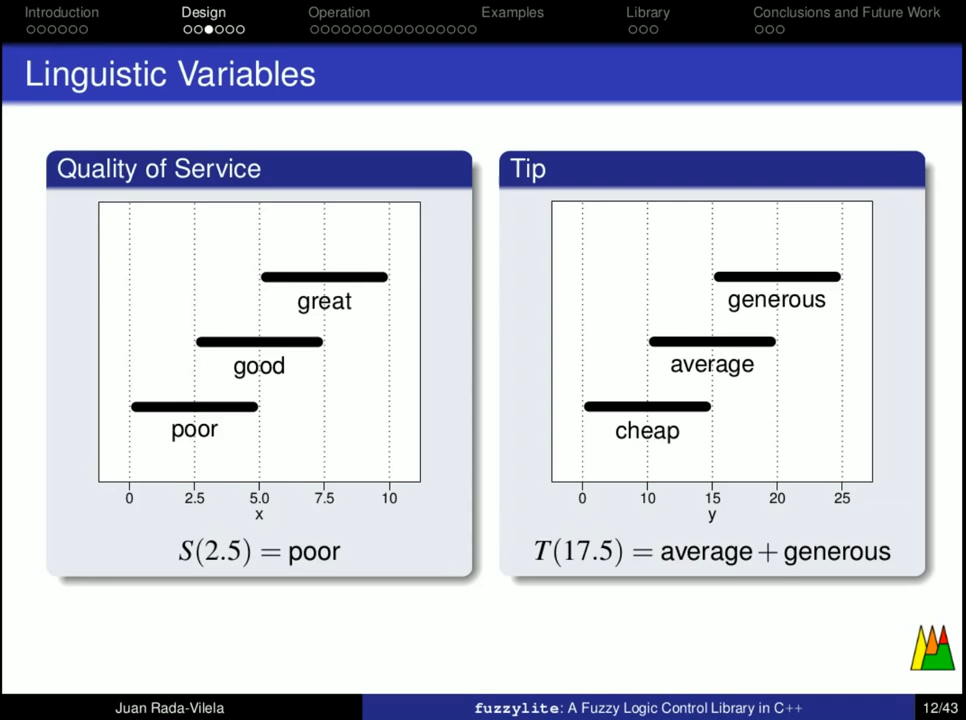 Introduction Design Operation Examples Library Conclusions and Future Work
Linguistic Variables
Quality of Service
great
good
poor
0 2.5 5.0 7.5 10
x
S(2.5) = poor
Tip
generous
average
cheap
0 10 15 20 25
y
T(17.5) = average + generous
Juan Rada-Vilela fuzzylite: A Fuzzy Logic Control Library in C++ 12/43